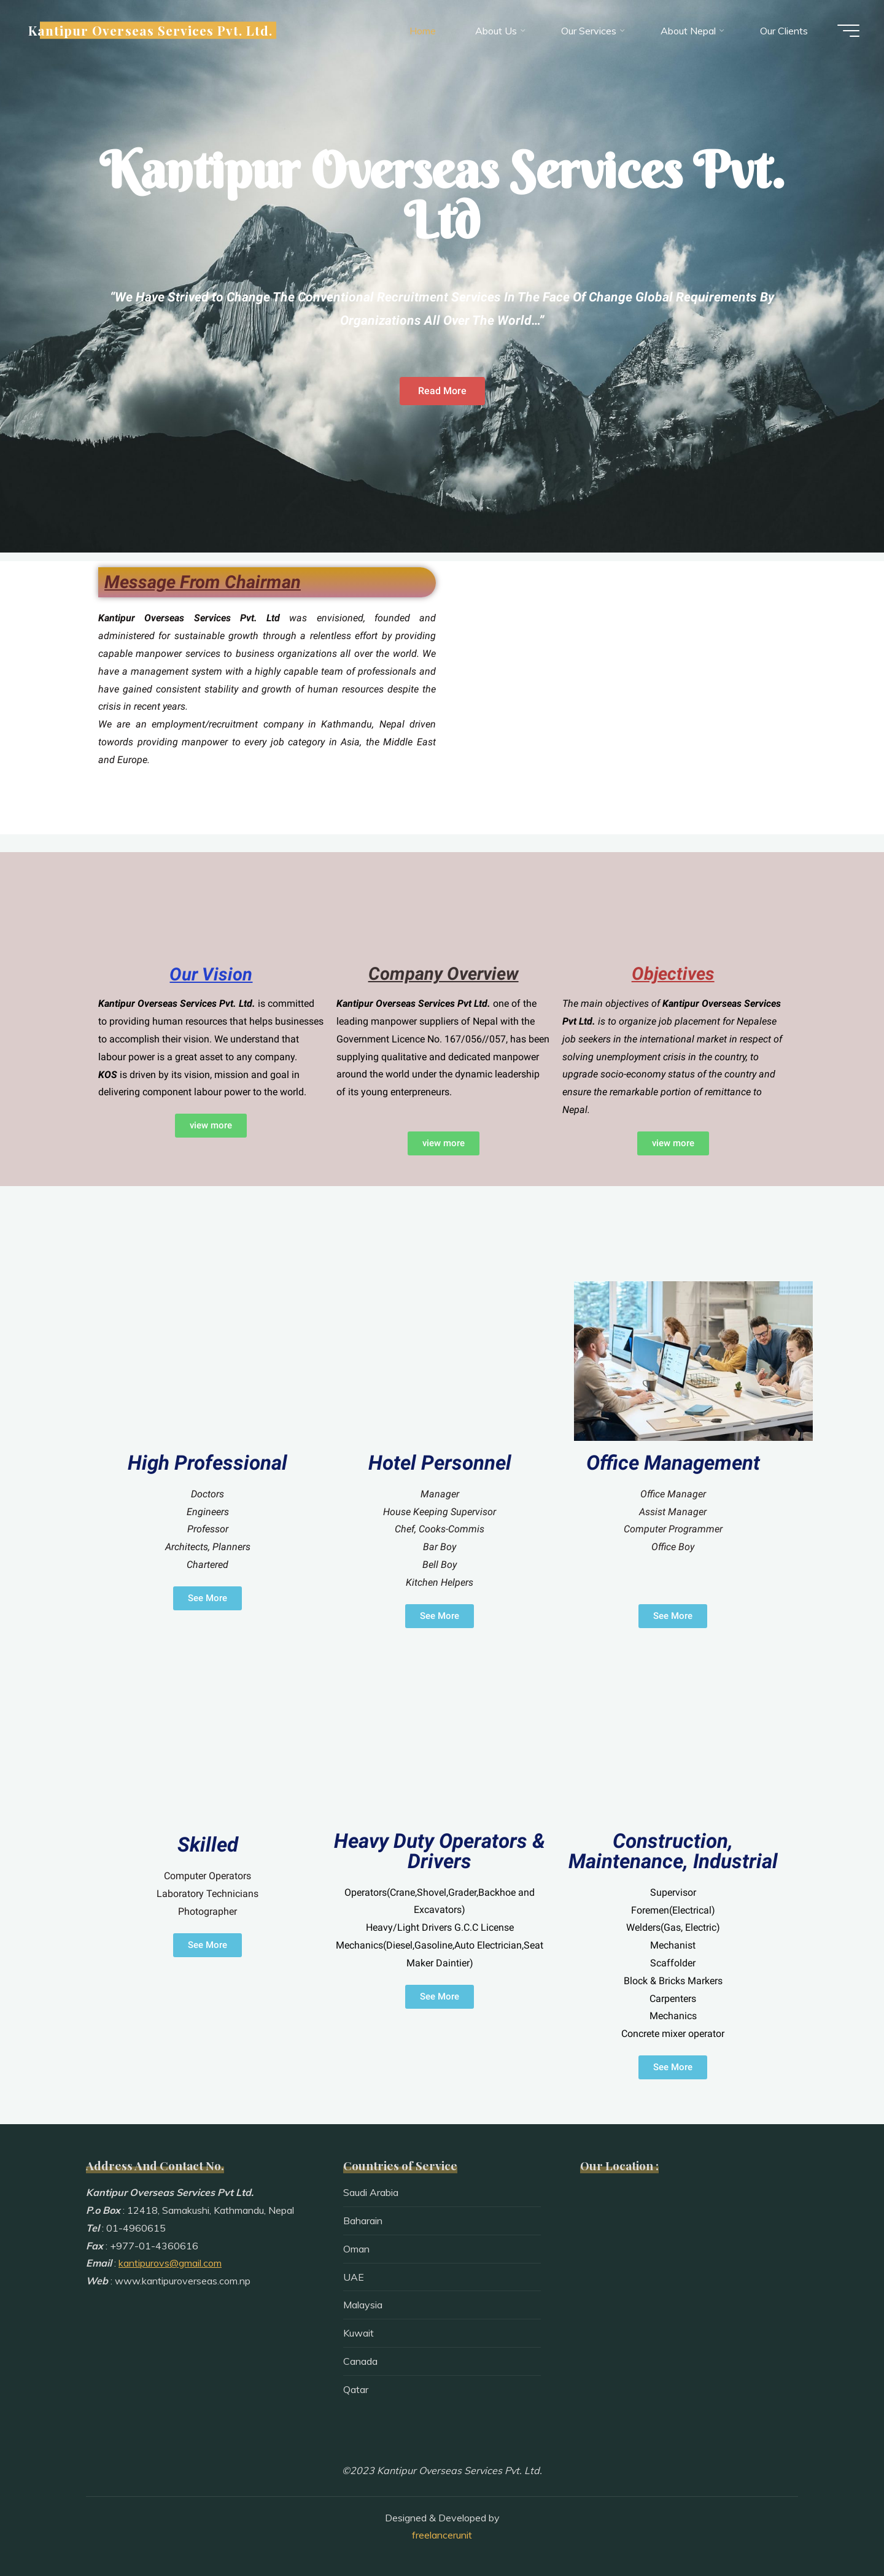 Kantipur Overseas Services Pvt. Ltd.
Home
About Us
Our Services
About Nepal
Our Clients
Kantipur Overseas Services Pvt.
Ltd
“We Have Strived to Change The Conventional Recruitment Services In The Face Of Change Global Requirements By
Organizations All Over The World…”
Read More
Message From Chairman
Kantipur Overseas Services Pvt. Ltd was envisioned, founded and
administered for sustainable growth through a relentless effort by providing
capable manpower services to business organizations all over the world. We
have a management system with a highly capable team of professionals and
have gained consistent stability and growth of human resources despite the
crisis in recent years.
We are an employment/recruitment company in Kathmandu, Nepal driven
towords providing manpower to every job category in Asia, the Middle East
and Europe.
Our Vision
Kantipur Overseas Services Pvt. Ltd. is committed
to providing human resources that helps businesses
to accomplish their vision. We understand that
labour power is a great asset to any company.
KOS is driven by its vision, mission and goal in
delivering component labour power to the world.
view more
Company Overview
Kantipur Overseas Services Pvt Ltd. one of the
leading manpower suppliers of Nepal with the
Government Licence No. 167/056//057, has been
supplying qualitative and dedicated manpower
around the world under the dynamic leadership
of its young enterpreneurs.
view more
Objectives
The main objectives of Kantipur Overseas Services
Pvt Ltd. is to organize job placement for Nepalese
job seekers in the international market in respect of
solving unemployment crisis in the country, to
upgrade socio-economy status of the country and
ensure the remarkable portion of remittance to
Nepal.
view more
High Professional
Doctors
Engineers
Professor
Architects, Planners
Chartered
See More
Hotel Personnel
Manager
House Keeping Supervisor
Chef, Cooks-Commis
Bar Boy
Bell Boy
Kitchen Helpers
See More
Office Management
Office Manager
Assist Manager
Computer Programmer
Office Boy
See More
Skilled
Computer Operators
Laboratory Technicians
Photographer
See More
Heavy Duty Operators &
Drivers
Operators(Crane,Shovel,Grader,Backhoe and
Excavators)
Heavy/Light Drivers G.C.C License
Mechanics(Diesel,Gasoline,Auto Electrician,Seat
Maker Daintier)
See More
Construction,
Maintenance, Industrial
Supervisor
Foremen(Electrical)
Welders(Gas, Electric)
Mechanist
Scaffolder
Block & Bricks Markers
Carpenters
Mechanics
Concrete mixer operator
See More
Address And Contact No.
Kantipur Overseas Services Pvt Ltd.
P.o Box : 12418, Samakushi, Kathmandu, Nepal
Tel : 01-4960615
Fax : +977-01-4360616
Email : kantipurovs@gmail.com
Web : www.kantipuroverseas.com.np
Countries of Service
Saudi Arabia
Baharain
Oman
UAE
Malaysia
Kuwait
Canada
Qatar
Our Location :
©2023 Kantipur Overseas Services Pvt. Ltd.
Designed & Developed by
freelancerunit